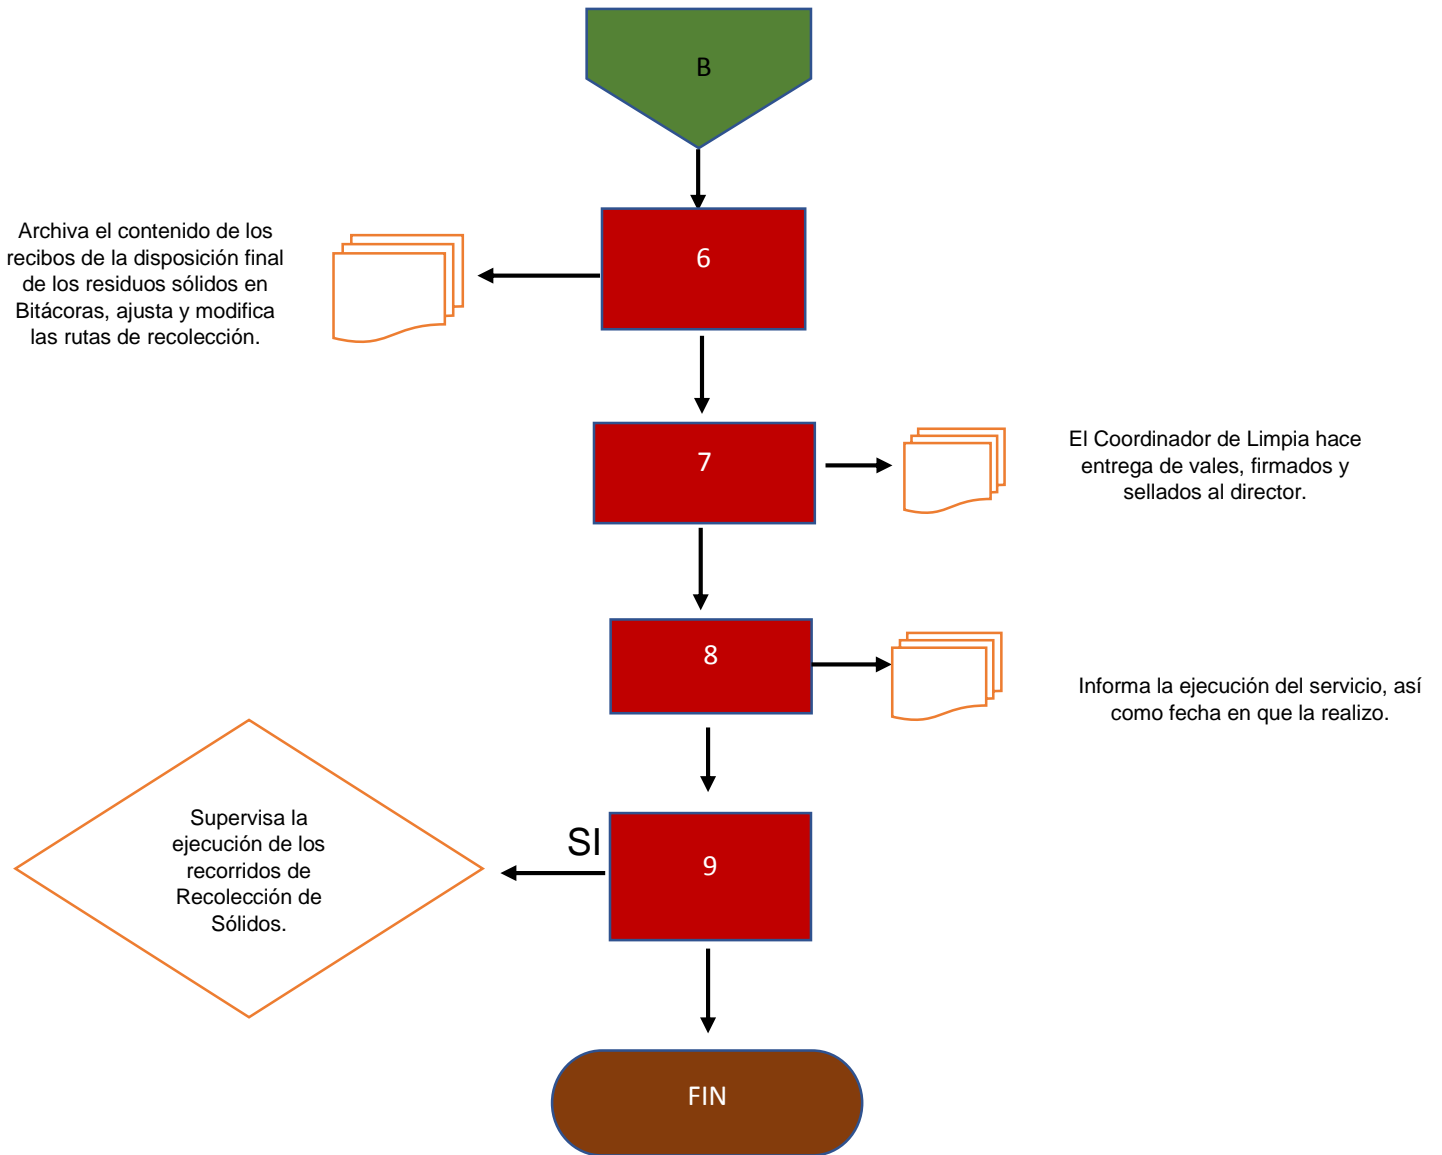 B
6
Archiva el contenido de los
recibos de la disposición final
de los residuos sólidos en
Bitácoras, ajusta y modifica
las rutas de recolección.
7
El Coordinador de Limpia hace
entrega de vales, firmados y
sellados al director.
8
Informa la ejecución del servicio, así
como fecha en que la realizo.
9
SI
Supervisa la
ejecución de los
recorridos de
Recolección de
Sólidos.
FIN